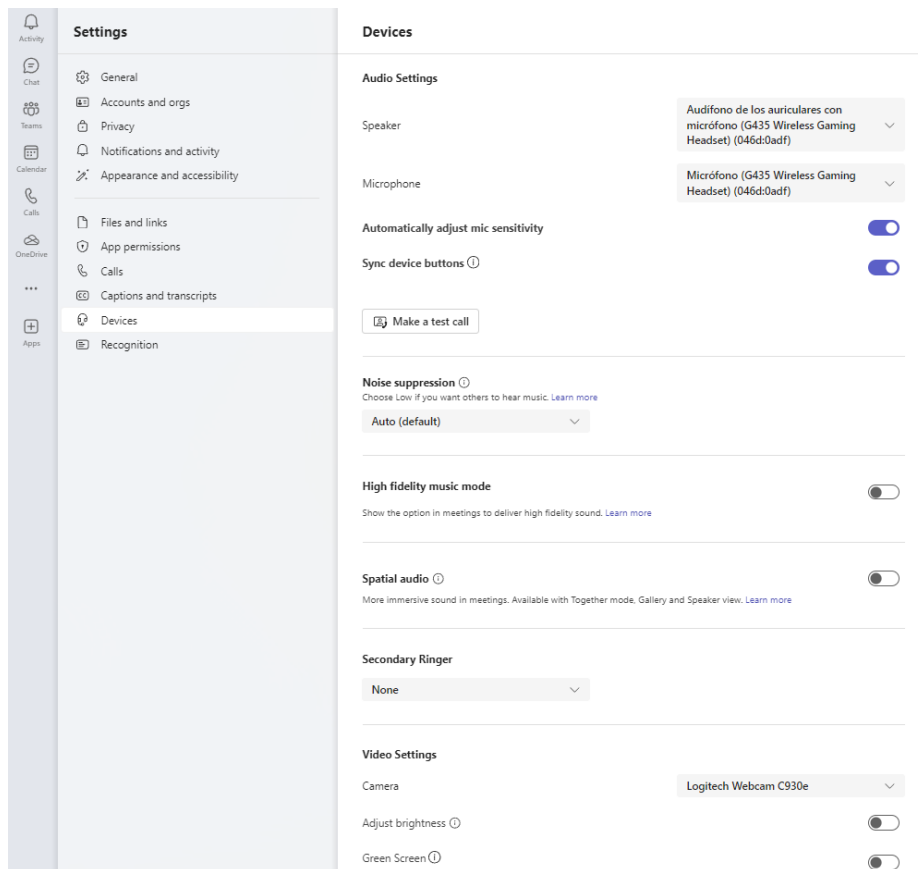 Activity
Chat
Teams
Calendar
Calls
OneDrive
Apps
Settings
General
Accounts and orgs
Privacy
Notifications and activity
Appearance and accessibility
Files and links
App permissions
Calls
Captions and transcripts
Devices
Recognition
Devices
Audio Settings
Speaker
Audífono de los auriculares con
micrófono (G435 Wireless Gaming
Headset) (046d:0adf)
Microphone
Micrófono (G435 Wireless Gaming
Headset) (046d:0adf)
Automatically adjust mic sensitivity
Sync device buttons
Make a test call
Noise suppression
Choose Low if you want others to hear music. Learn more
Auto (default)
High fidelity music mode
Show the option in meetings to deliver high fidelity sound. Learn more
Spatial audio
More immersive sound in meetings. Available with Together mode, Gallery and Speaker view. Learn more
Secondary Ringer
None
Video Settings
Camera
Logitech Webcam C930e
Adjust brightness
Green Screen